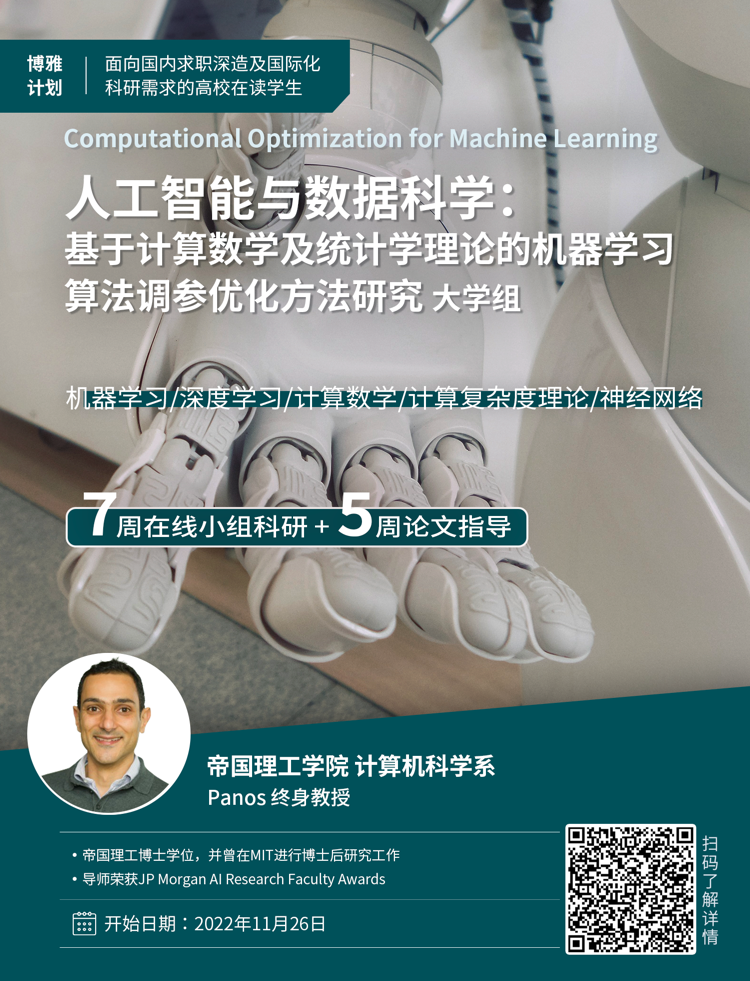 博雅
计划
面向国内求职深造及国际化
科研需求的高校在读学生
Computational Optimization for Machine Learning
人工智能与数据科学：
基于计算数学及统计学理论的机器学习
算法调参优化方法研究 大学组
机器学习/深度学习/计算数学/计算复杂度理论/神经网络
7周在线小组科研 + 5周论文指导
帝国理工学院 计算机科学系
Panos 终身教授
• 帝国理工博士学位，并曾在MIT进行博士后研究工作
• 导师荣获JP Morgan AI Research Faculty Awards
开始日期：2022年11月26日
扫码了解详情